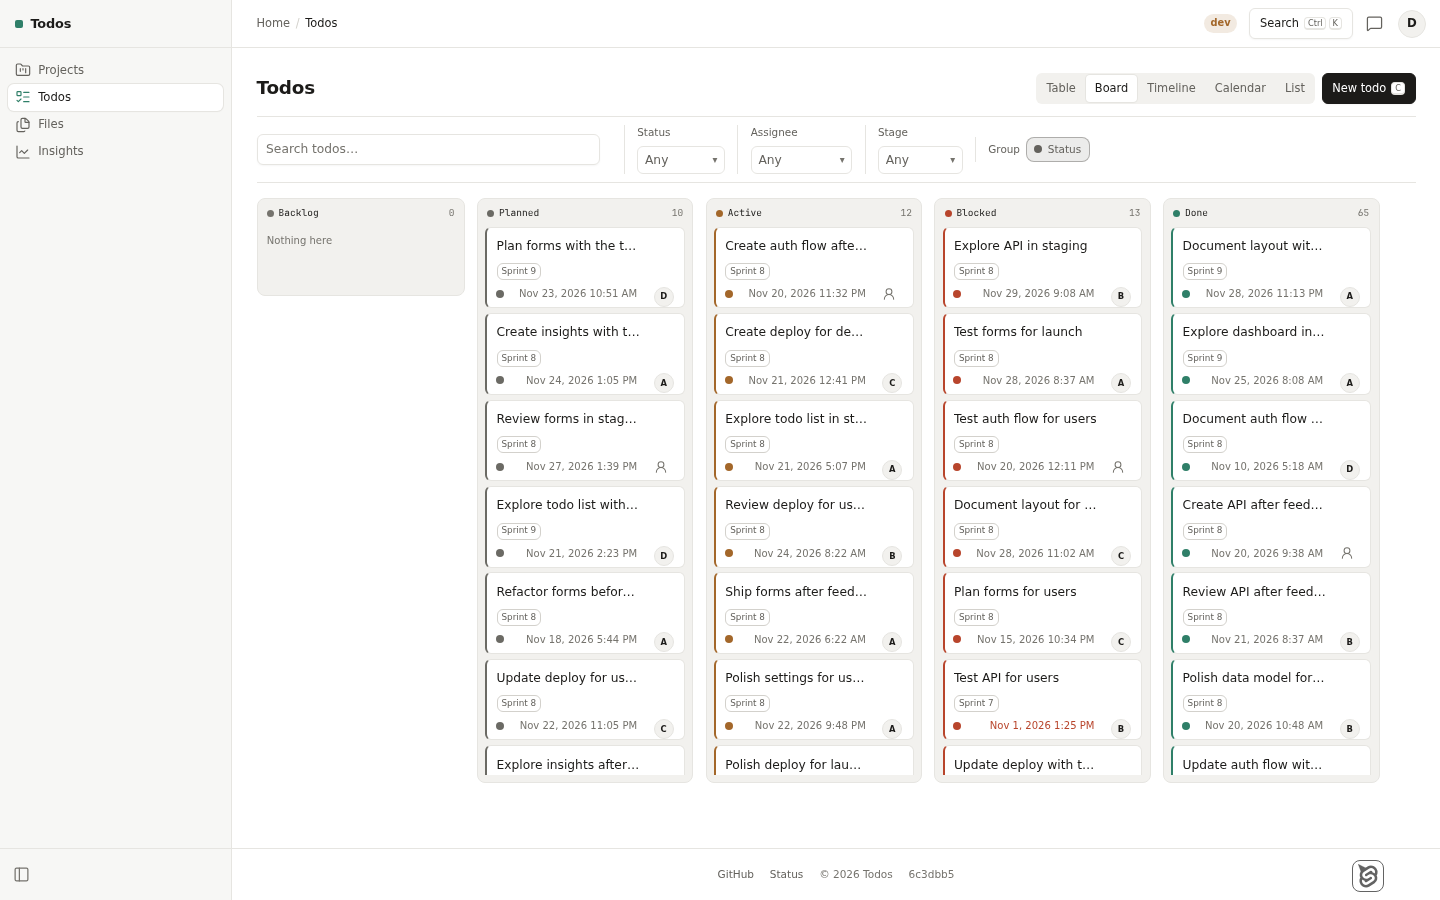 Todos
Home / Todos
dev
Search Ctrl K
D
Projects
Todos
Files
Insights
Todos
Table
Board
Timeline
Calendar
List
New todo C
Search todos…
Status
Any
Assignee
Any
Stage
Any
Group
Status
Backlog 0
Nothing here
Planned 10
Plan forms with the t…
Sprint 9
Nov 23, 2026 10:51 AM D
Create insights with t…
Sprint 8
Nov 24, 2026 1:05 PM A
Review forms in stag…
Sprint 8
Nov 27, 2026 1:39 PM
Explore todo list with…
Sprint 9
Nov 21, 2026 2:23 PM D
Refactor forms befor…
Sprint 8
Nov 18, 2026 5:44 PM A
Update deploy for us…
Sprint 8
Nov 22, 2026 11:05 PM C
Explore insights after…
Active 12
Create auth flow afte…
Sprint 8
Nov 20, 2026 11:32 PM
Create deploy for de…
Sprint 8
Nov 21, 2026 12:41 PM C
Explore todo list in st…
Sprint 8
Nov 21, 2026 5:07 PM A
Review deploy for us…
Sprint 8
Nov 24, 2026 8:22 AM B
Ship forms after feed…
Sprint 8
Nov 22, 2026 6:22 AM A
Polish settings for us…
Sprint 8
Nov 22, 2026 9:48 PM A
Polish deploy for lau…
Blocked 13
Explore API in staging
Sprint 8
Nov 29, 2026 9:08 AM B
Test forms for launch
Sprint 8
Nov 28, 2026 8:37 AM A
Test auth flow for users
Sprint 8
Nov 20, 2026 12:11 PM
Document layout for …
Sprint 8
Nov 28, 2026 11:02 AM C
Plan forms for users
Sprint 8
Nov 15, 2026 10:34 PM C
Test API for users
Sprint 7
Nov 1, 2026 1:25 PM B
Update deploy with t…
Done 65
Document layout wit…
Sprint 9
Nov 28, 2026 11:13 PM A
Explore dashboard in…
Sprint 9
Nov 25, 2026 8:08 AM A
Document auth flow …
Sprint 8
Nov 10, 2026 5:18 AM D
Create API after feed…
Sprint 8
Nov 20, 2026 9:38 AM
Review API after feed…
Sprint 8
Nov 21, 2026 8:37 AM B
Polish data model for…
Sprint 8
Nov 20, 2026 10:48 AM B
Update auth flow wit…
GitHub Status © 2026 Todos 6c3dbb5